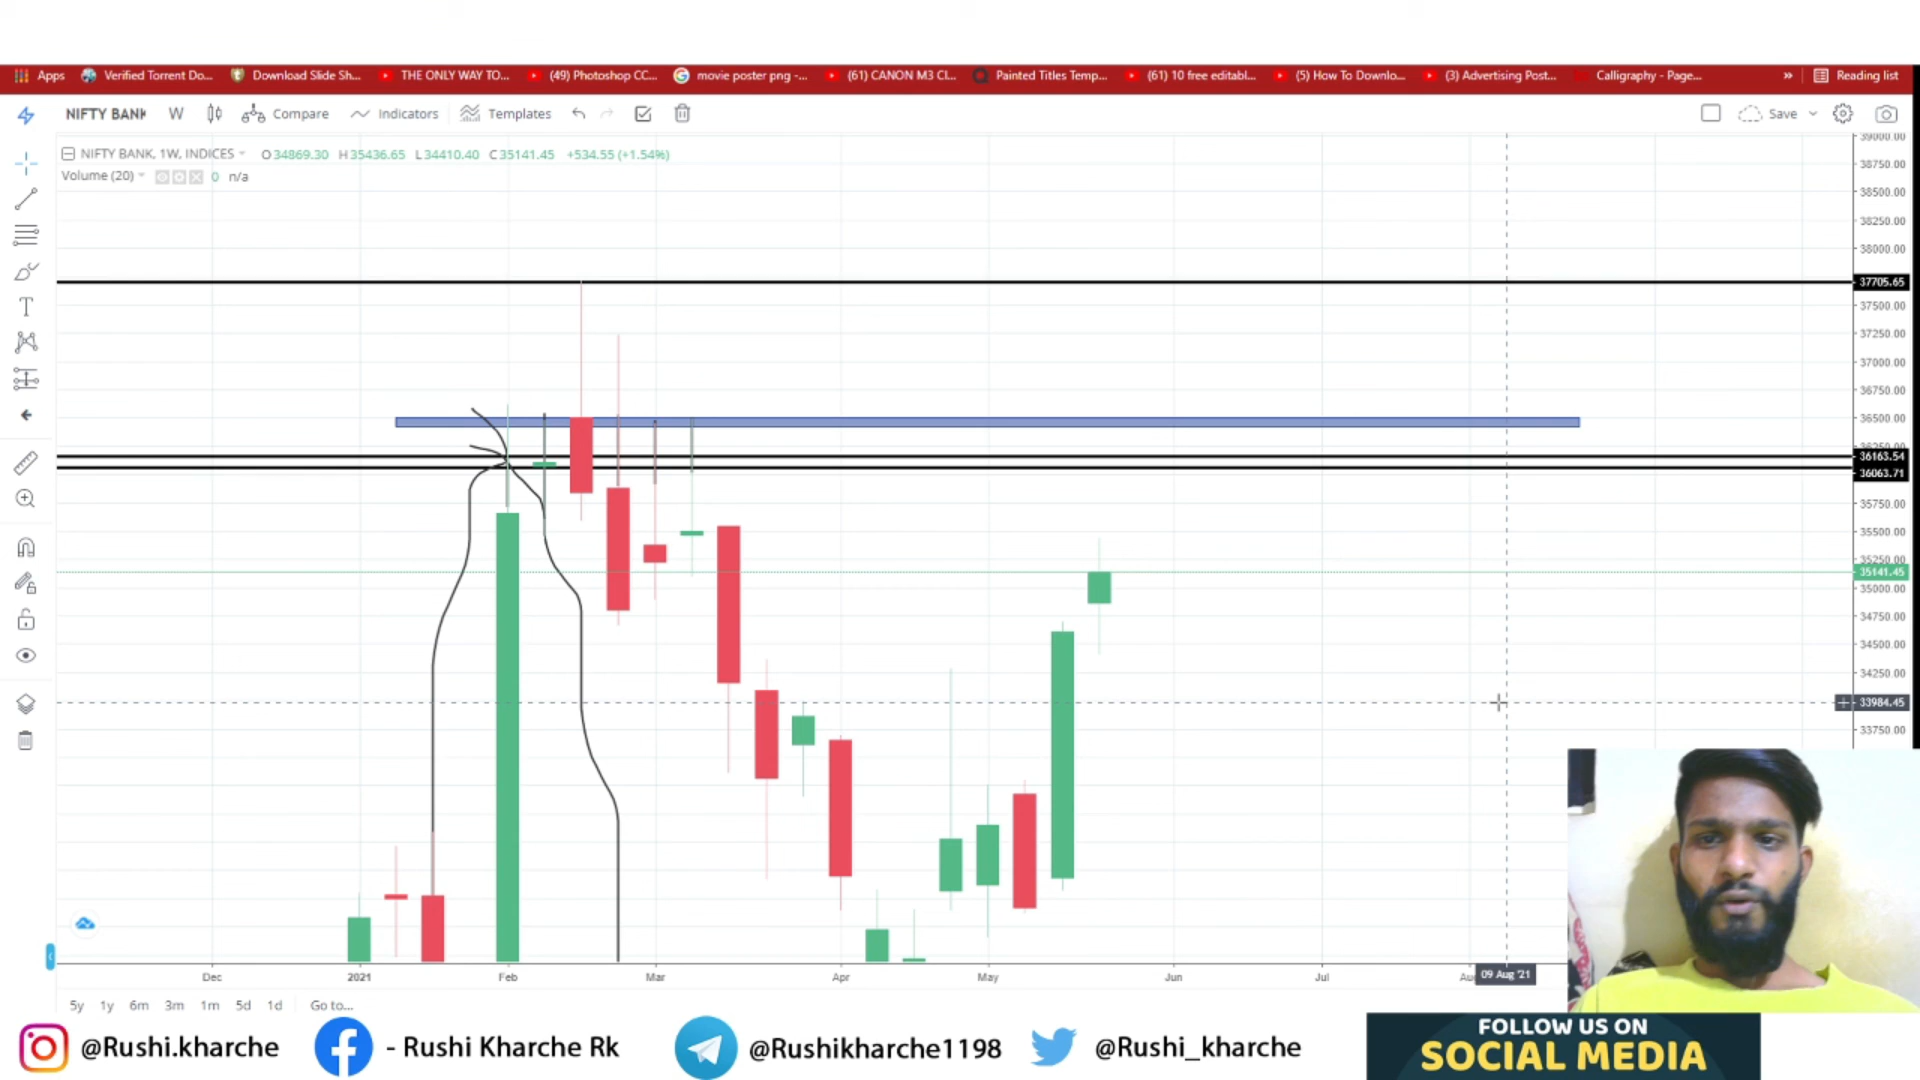 Apps Verified Torrent Do... Download Slide Sh... THE ONLY WAY TO... (49) Photoshop CC... movie poster png -... (61) CANON M3 Cl... Painted Titles Temp... (61) 10 free editabl... (5) How To Downlo... (3) Advertising Post... Calligraphy - Page... » Reading list
NIFTY BANK W Compare Indicators Templates Save
NIFTY BANK, 1W, INDICES O34869.30 H35436.65 L34410.40 C35141.45 +534.55 (+1.54%)
Volume (20) 0 n/a
39000.00
38750.00
38500.00
38250.00
38000.00
37705.65
37500.00
37250.00
37000.00
36750.00
36500.00
36250.00
36163.54
36063.71
35750.00
35500.00
35250.00
35141.45
35000.00
34750.00
34500.00
34250.00
33984.45
33750.00
Dec 2021 Feb Mar Apr May Jun Jul 09 Aug '21
5y 1y 6m 3m 1m 5d 1d Go to...
@Rushi.kharche - Rushi Kharche Rk @Rushikharche1198 @Rushi_kharche
FOLLOW US ON
SOCIAL MEDIA